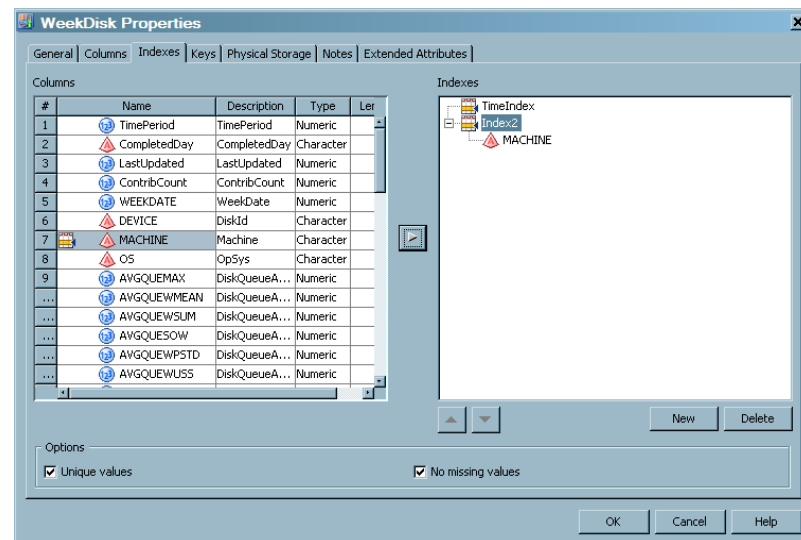 WeekDisk Properties
General Columns Indexes Keys Physical Storage Notes Extended Attributes
Columns Indexes
# Name Description Type Ler
1 TimePeriod TimePeriod Numeric
2 CompletedDay CompletedDay Character
3 LastUpdated LastUpdated Numeric
4 ContribCount ContribCount Numeric
5 WEEKDATE WeekDate Numeric
6 DEVICE DiskId Character
7 MACHINE Machine Character
8 OS OpSys Character
9 AVGQUEMAX DiskQueueA... Numeric
... AVGQUEWMEAN DiskQueueA... Numeric
... AVGQUEWSUM DiskQueueA... Numeric
... AVGQUESOW DiskQueueA... Numeric
... AVGQUEWPSTD DiskQueueA... Numeric
... AVGQUEWUSS DiskQueueA... Numeric
TimeIndex
Index2
MACHINE
New Delete
Options
Unique values No missing values
OK Cancel Help